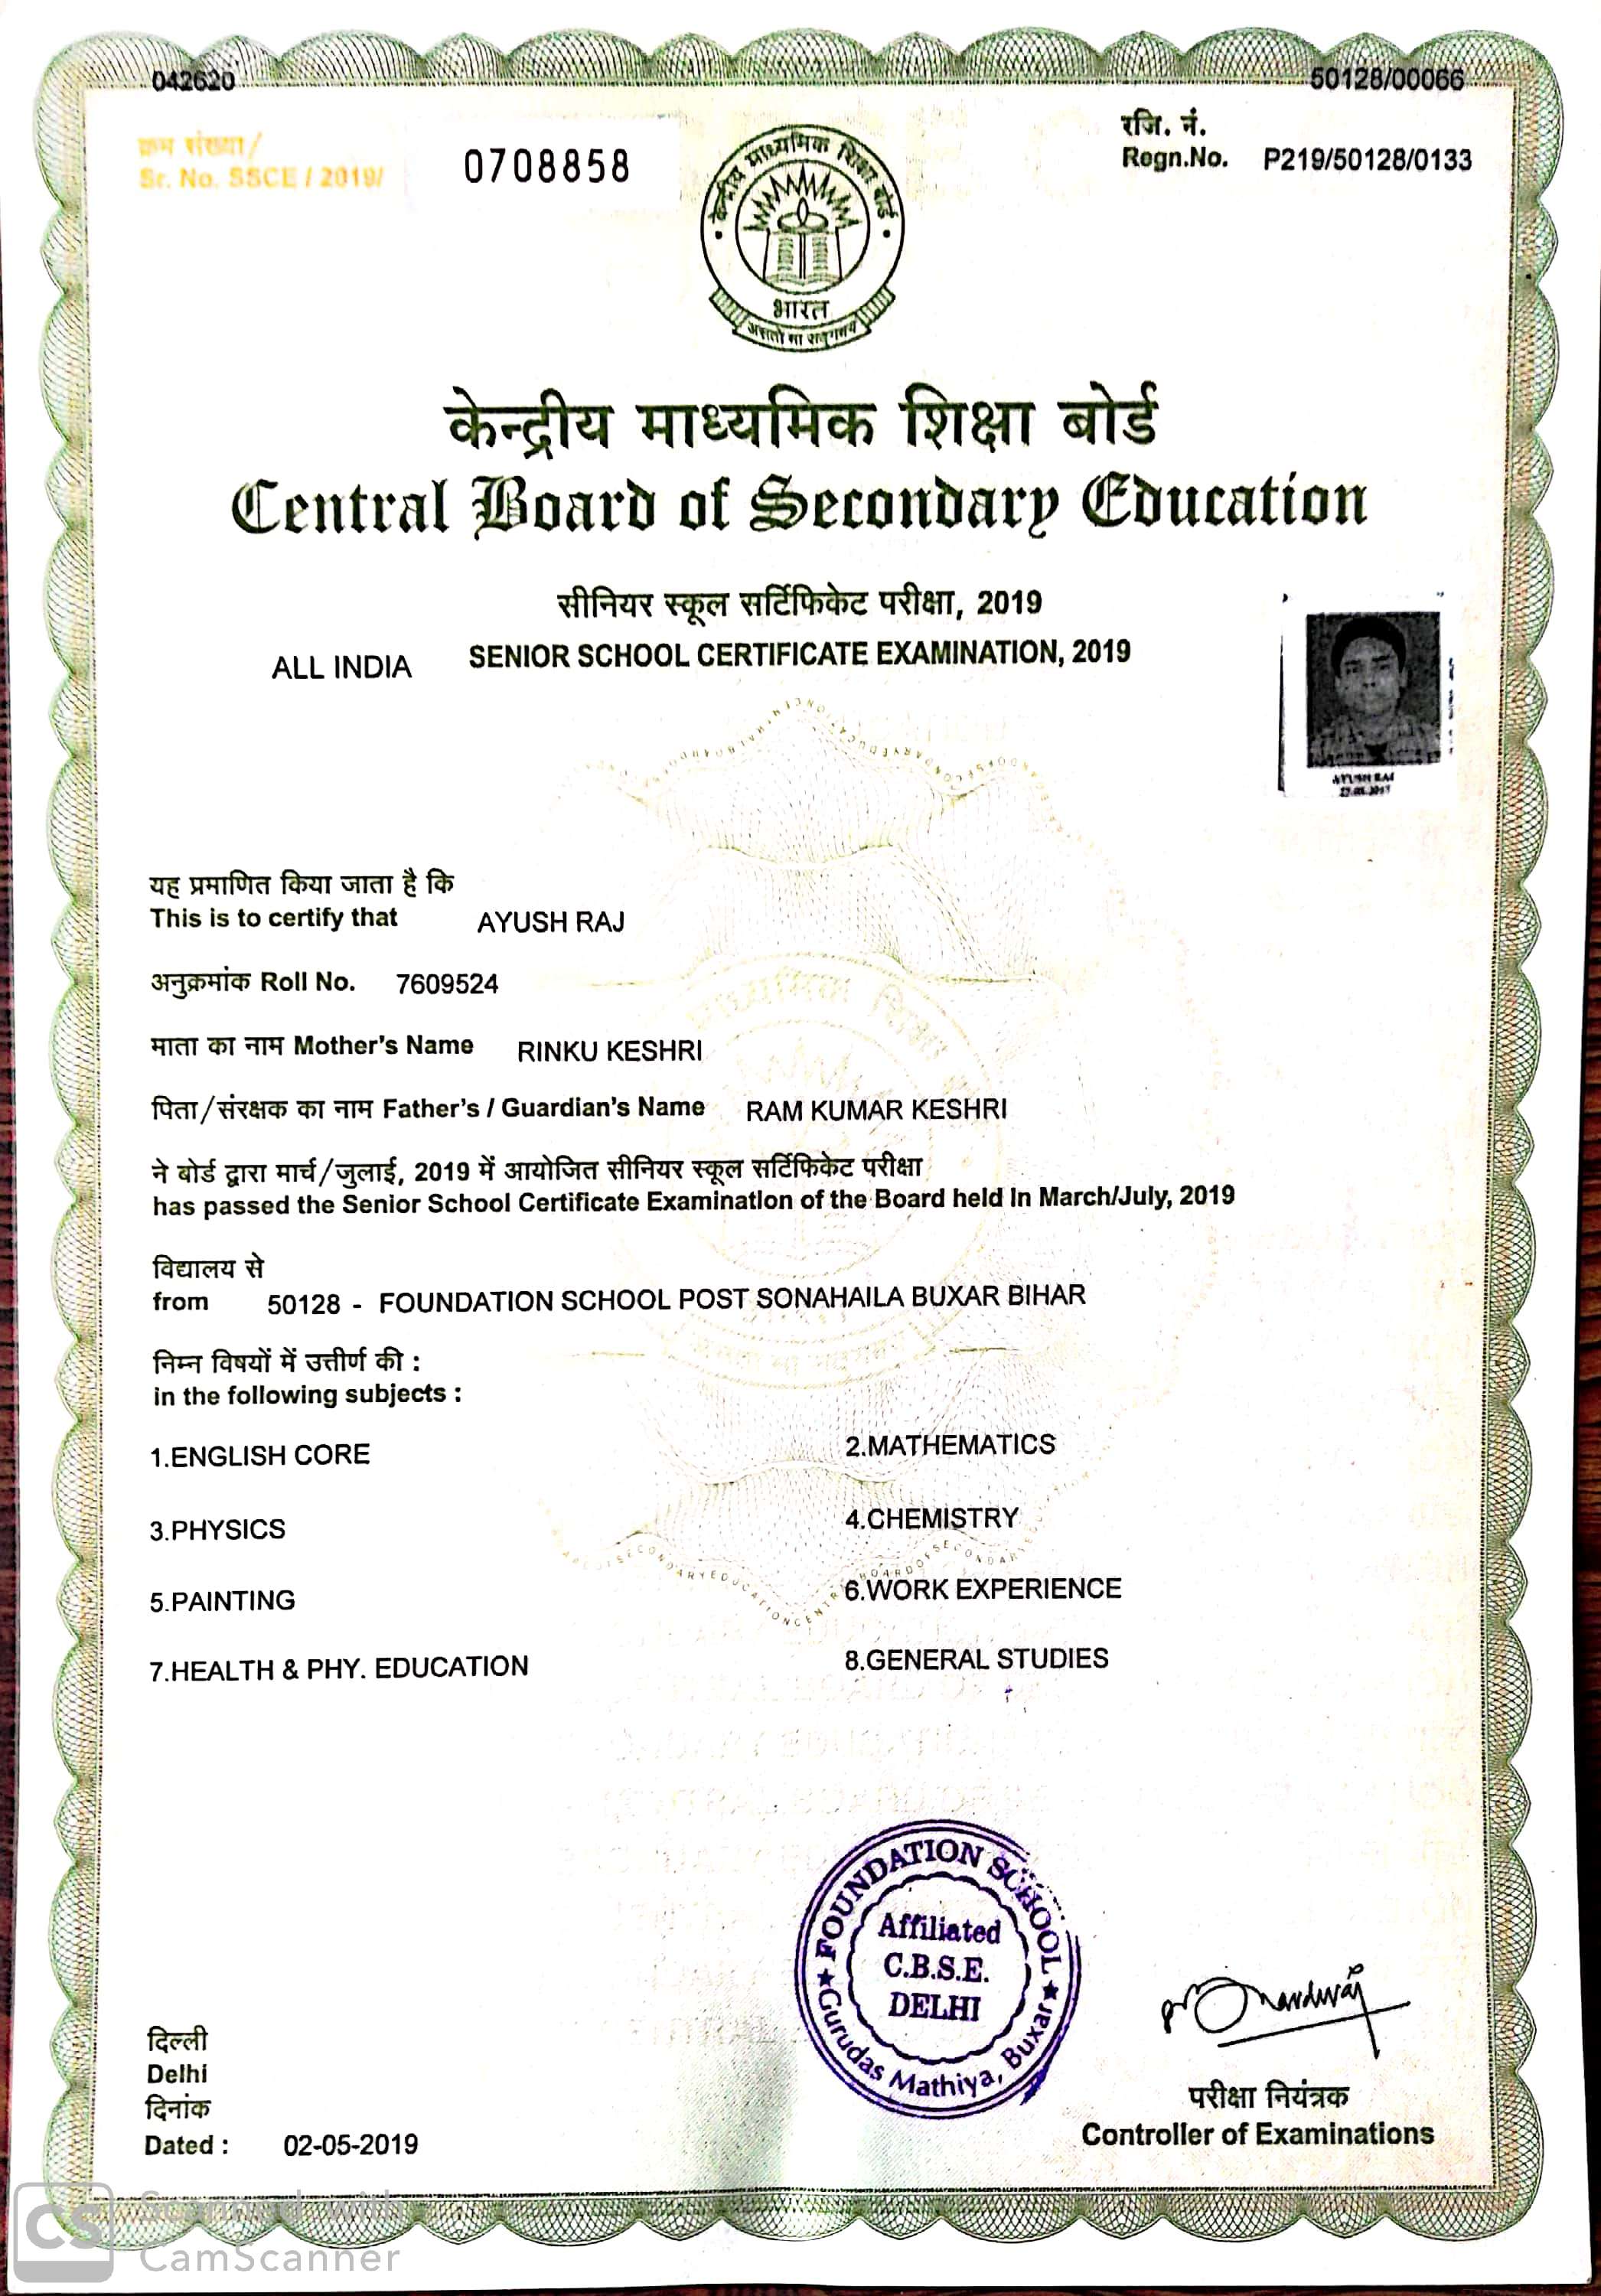 042620
50128/00066
क्रम संख्या/
Sr. No. SSCE / 2019/
0708858
रजि. नं.
Regn.No. P219/50128/0133
केन्द्रीय माध्यमिक शिक्षा बोर्ड
भारत
असतो मा सद्गमय
केन्द्रीय माध्यमिक शिक्षा बोर्ड
Central Board of Secondary Education
सीनियर स्कूल सर्टिफिकेट परीक्षा, 2019
ALL INDIA SENIOR SCHOOL CERTIFICATE EXAMINATION, 2019
AYUSH RAJ
यह प्रमाणित किया जाता है कि
This is to certify that AYUSH RAJ
अनुक्रमांक Roll No. 7609524
माता का नाम Mother's Name RINKU KESHRI
पिता/संरक्षक का नाम Father's / Guardian's Name RAM KUMAR KESHRI
ने बोर्ड द्वारा मार्च/जुलाई, 2019 में आयोजित सीनियर स्कूल सर्टिफिकेट परीक्षा
has passed the Senior School Certificate Examination of the Board held in March/July, 2019
विद्यालय से
from 50128 - FOUNDATION SCHOOL POST SONAHAILA BUXAR BIHAR
निम्न विषयों में उत्तीर्ण की :
in the following subjects :
1.ENGLISH CORE
2.MATHEMATICS
3.PHYSICS
4.CHEMISTRY
5.PAINTING
6.WORK EXPERIENCE
7.HEALTH & PHY. EDUCATION
8.GENERAL STUDIES
FOUNDATION SCHOOL
Affiliated
C.B.S.E.
DELHI
Gurudas Mathiya, Buxar
दिल्ली
Delhi
दिनांक
Dated : 02-05-2019
परीक्षा नियंत्रक
Controller of Examinations
CS
Scanned with
CamScanner